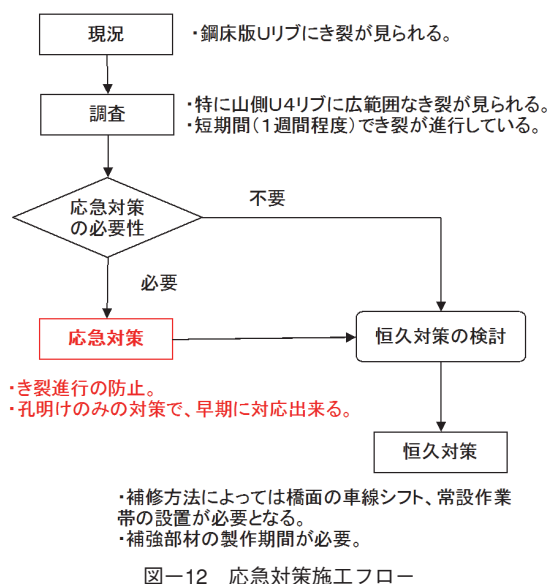 現況
・鋼床版Uリブにき裂が見られる。
調査
・特に山側U4リブに広範囲なき裂が見られる。
・短期間(1週間程度)でき裂が進行している。
応急対策
の必要性
不要
必要
応急対策
恒久対策の検討
・き裂進行の防止。
・孔明けのみの対策で、早期に対応出来る。
恒久対策
・補修方法によっては橋面の車線シフト、常設作業
帯の設置が必要となる。
・補強部材の製作期間が必要。
図－12　応急対策施工フロー